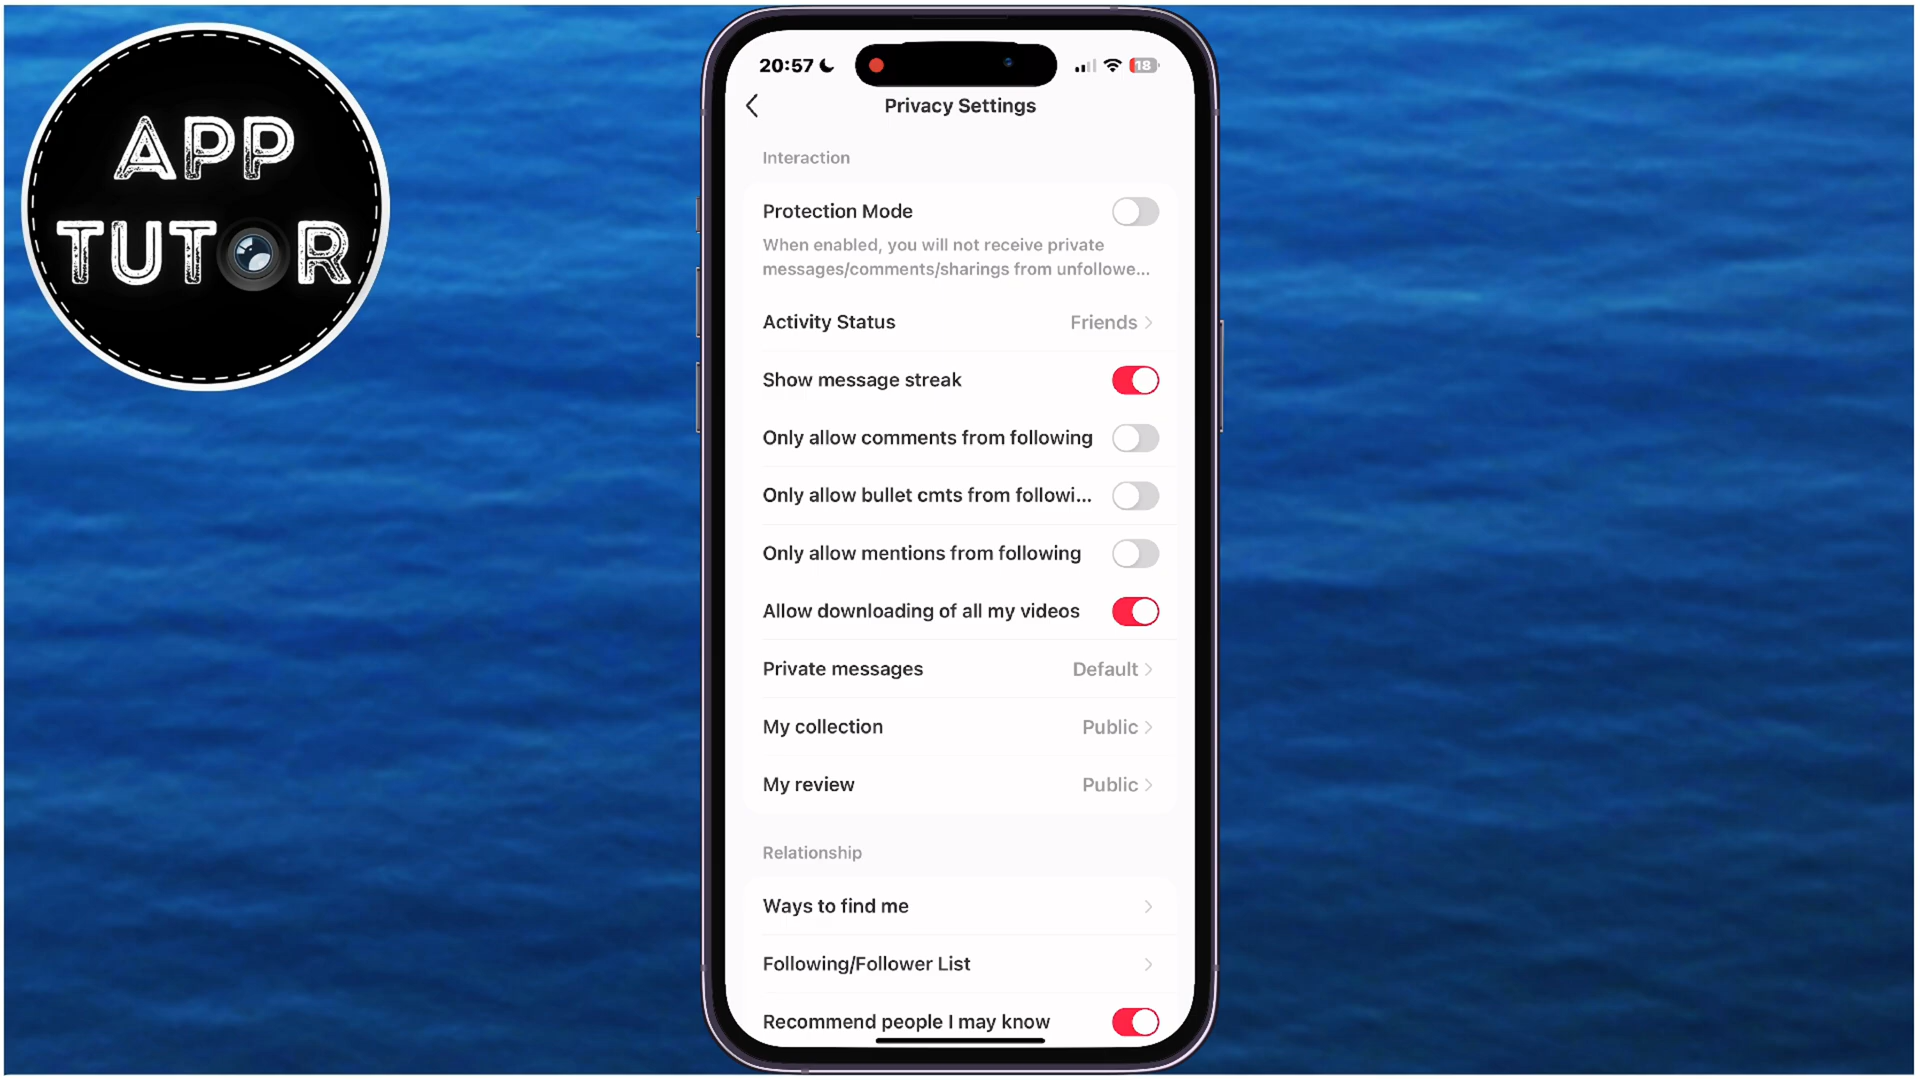 APP
TUTOR
20:57
18
Privacy Settings
Interaction
Protection Mode
When enabled, you will not receive private
messages/comments/sharings from unfollowe...
Activity Status Friends
Show message streak
Only allow comments from following
Only allow bullet cmts from followi...
Only allow mentions from following
Allow downloading of all my videos
Private messages Default
My collection Public
My review Public
Relationship
Ways to find me
Following/Follower List
Recommend people I may know